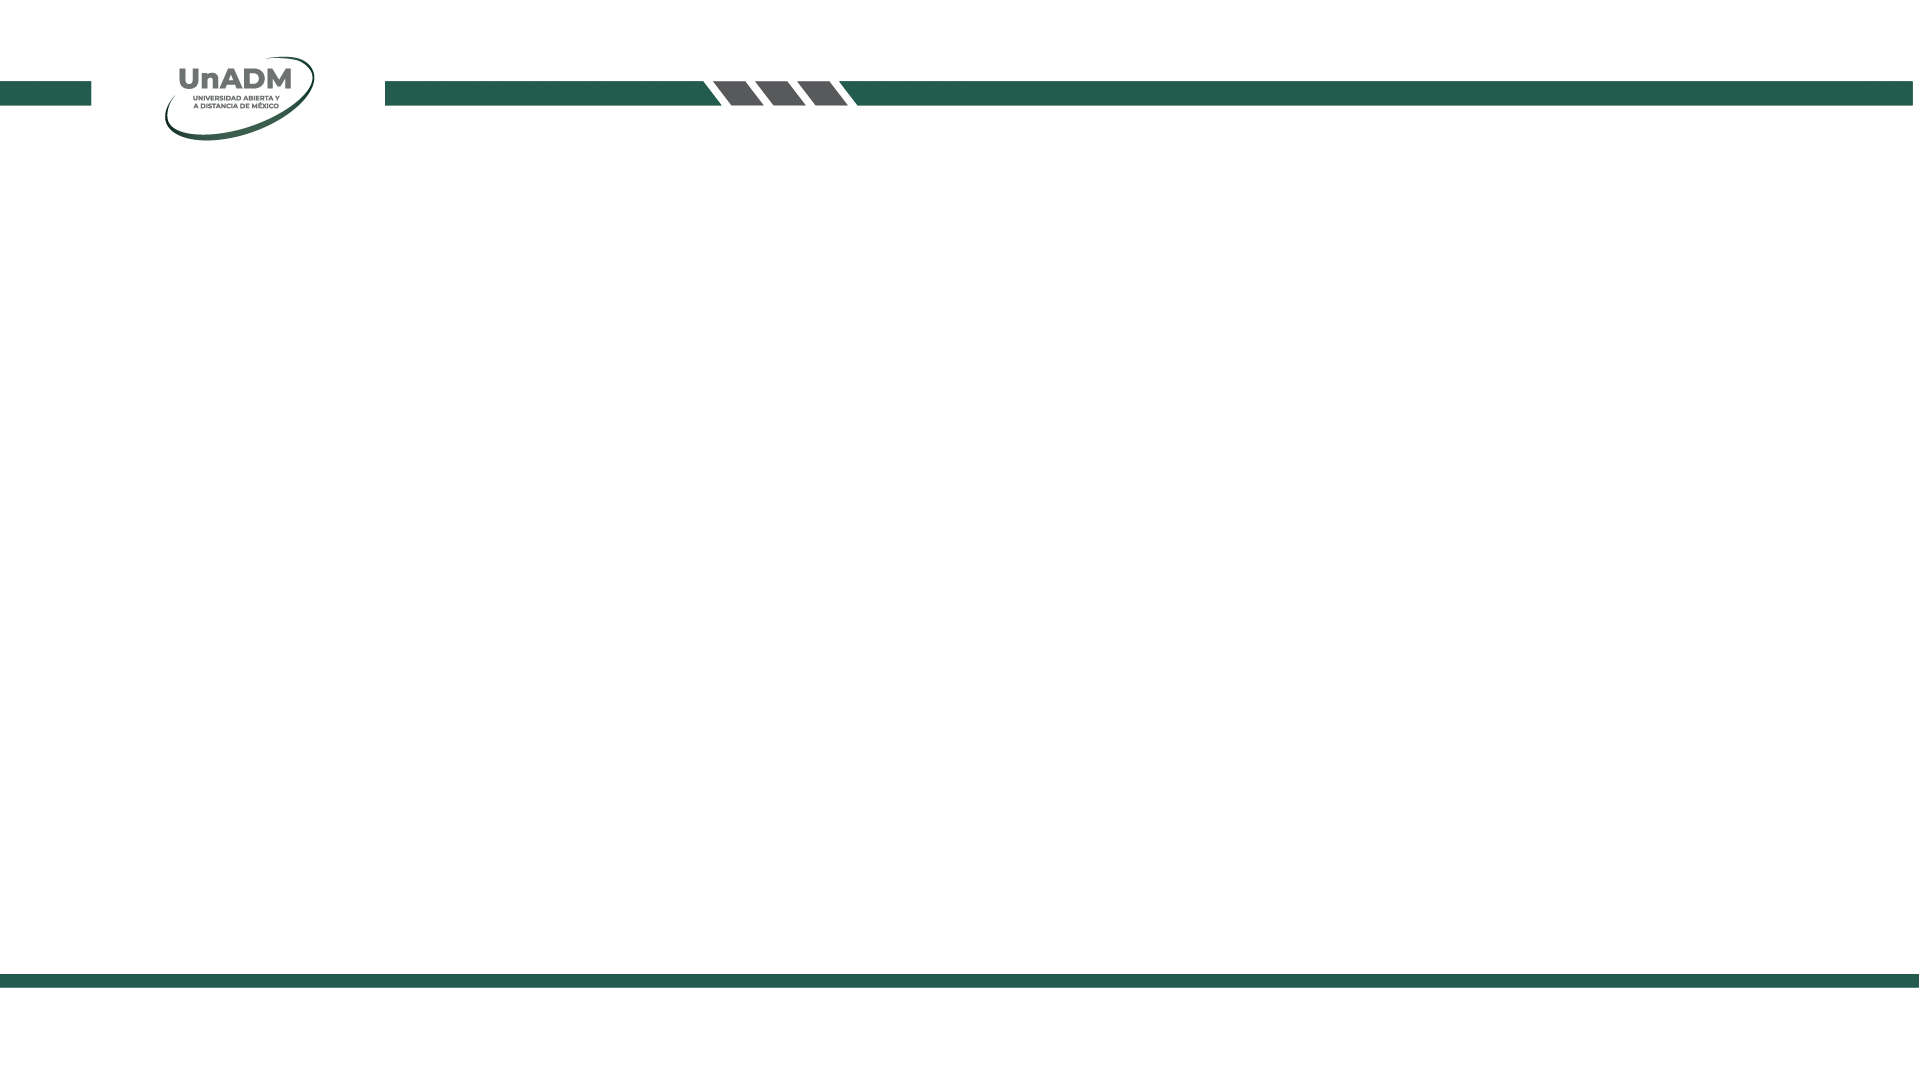 UnADM
UNIVERSIDAD ABIERTA Y
A DISTANCIA DE MÉXICO